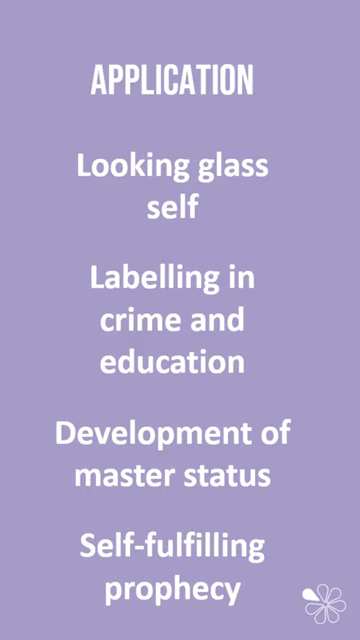 APPLICATION
Looking glass
self
Labelling in
crime and
education
Development of
master status
Self-fulfilling
prophecy